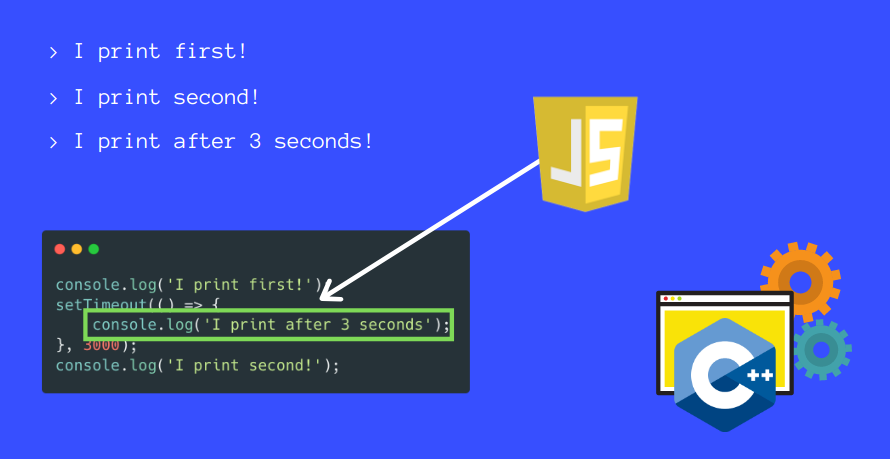 > I print first!
> I print second!
> I print after 3 seconds!
JS
console.log('I print first!')
setTimeout(() => {
console.log('I print after 3 seconds');
}, 3000);
console.log('I print second!');
C++